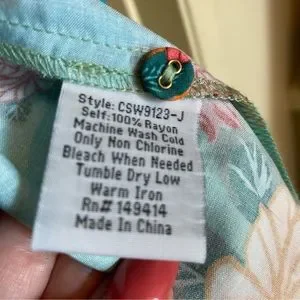 Style: CSW9123-J
Self:100% Rayon
Machine Wash Cold
Only Non Chlorine
Bleach When Needed
Tumble Dry Low
Warm Iron
Rn# 149414
Made In China